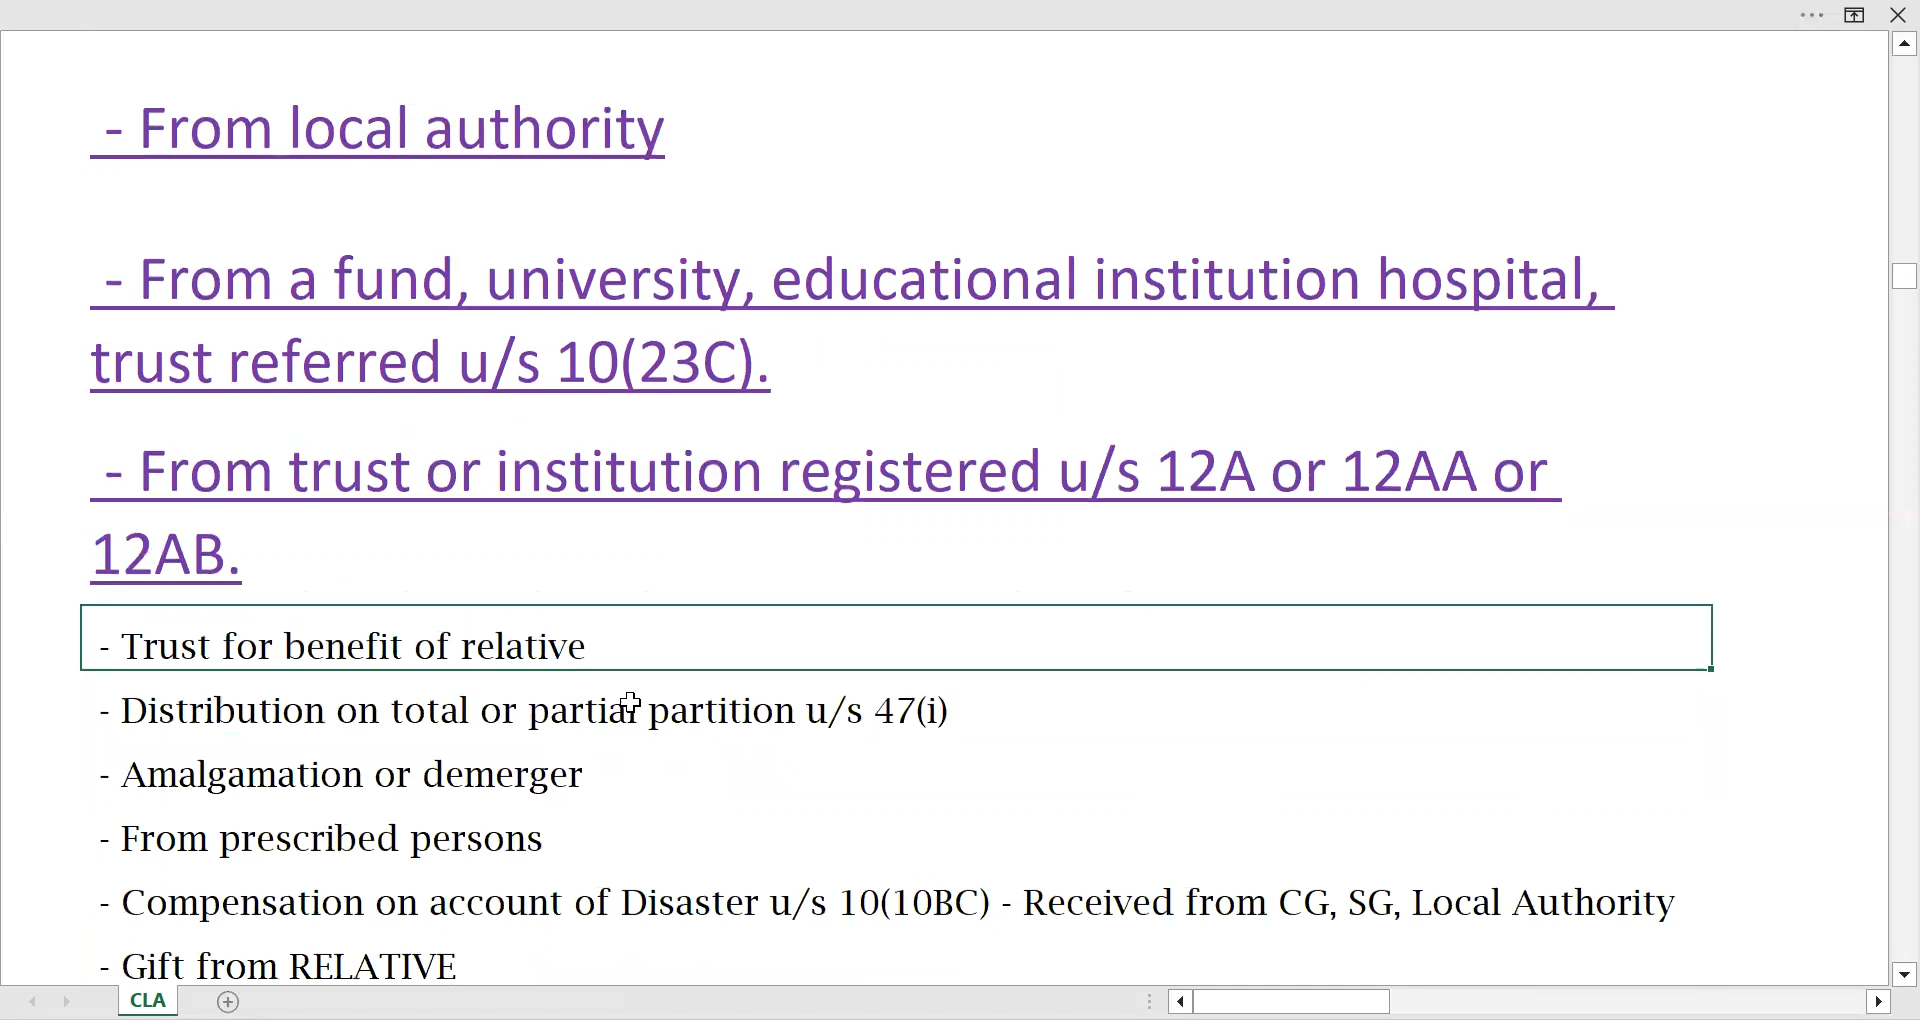 - From local authority
- From a fund, university, educational institution hospital,
trust referred u/s 10(23C).
- From trust or institution registered u/s 12A or 12AA or
12AB.
- Trust for benefit of relative
- Distribution on total or partial partition u/s 47(i)
- Amalgamation or demerger
- From prescribed persons
- Compensation on account of Disaster u/s 10(10BC) - Received from CG, SG, Local Authority
- Gift from RELATIVE
CLA